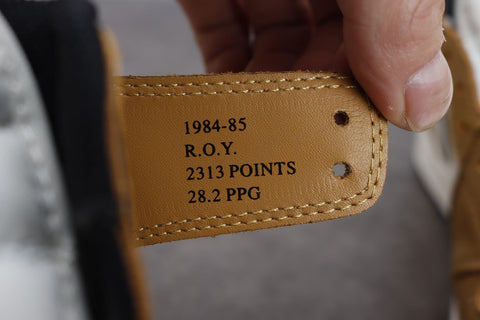 1984-85
R.O.Y.
2313 POINTS
28.2 PPG